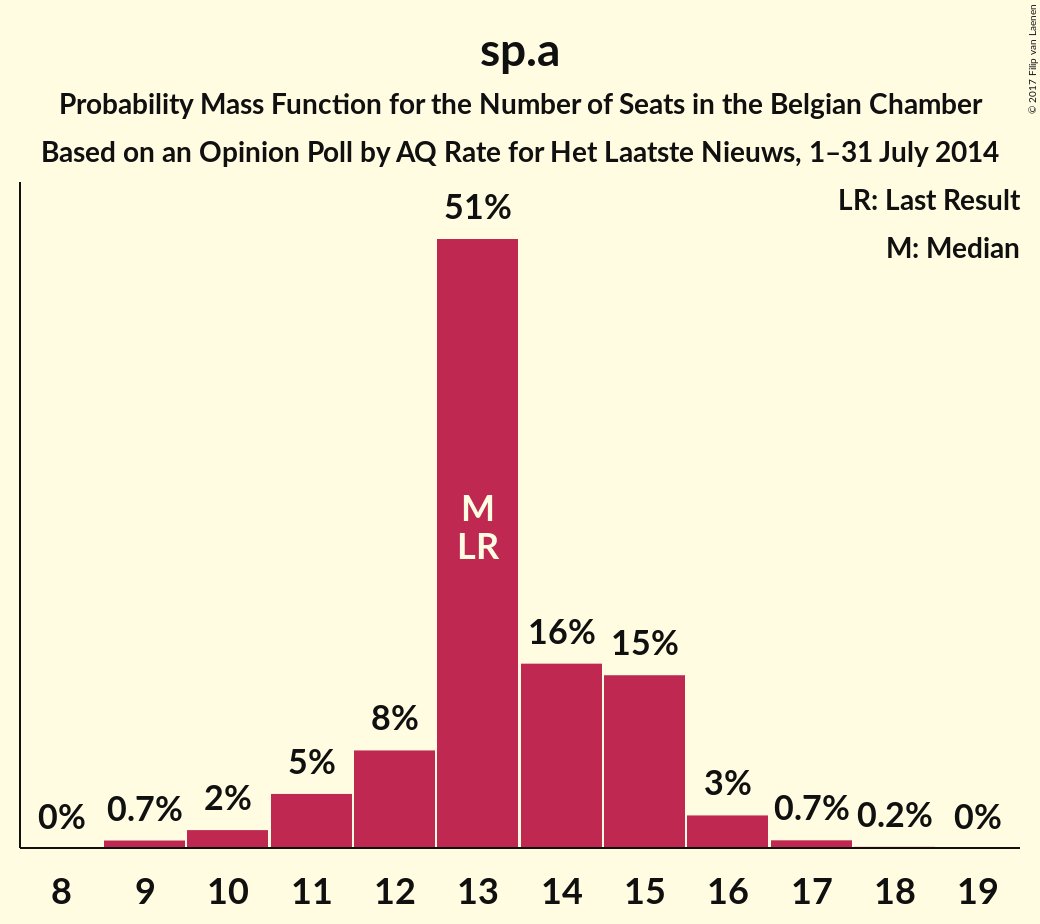 sp.a
Probability Mass Function for the Number of Seats in the Belgian Chamber
Based on an Opinion Poll by AQ Rate for Het Laatste Nieuws, 1–31 July 2014
© 2017 Filip van Laenen
LR: Last Result
M: Median
51%
M
LR
16%
15%
8%
5%
3%
2%
0.7%
0.7%
0.2%
0%
0%
8 9 10 11 12 13 14 15 16 17 18 19